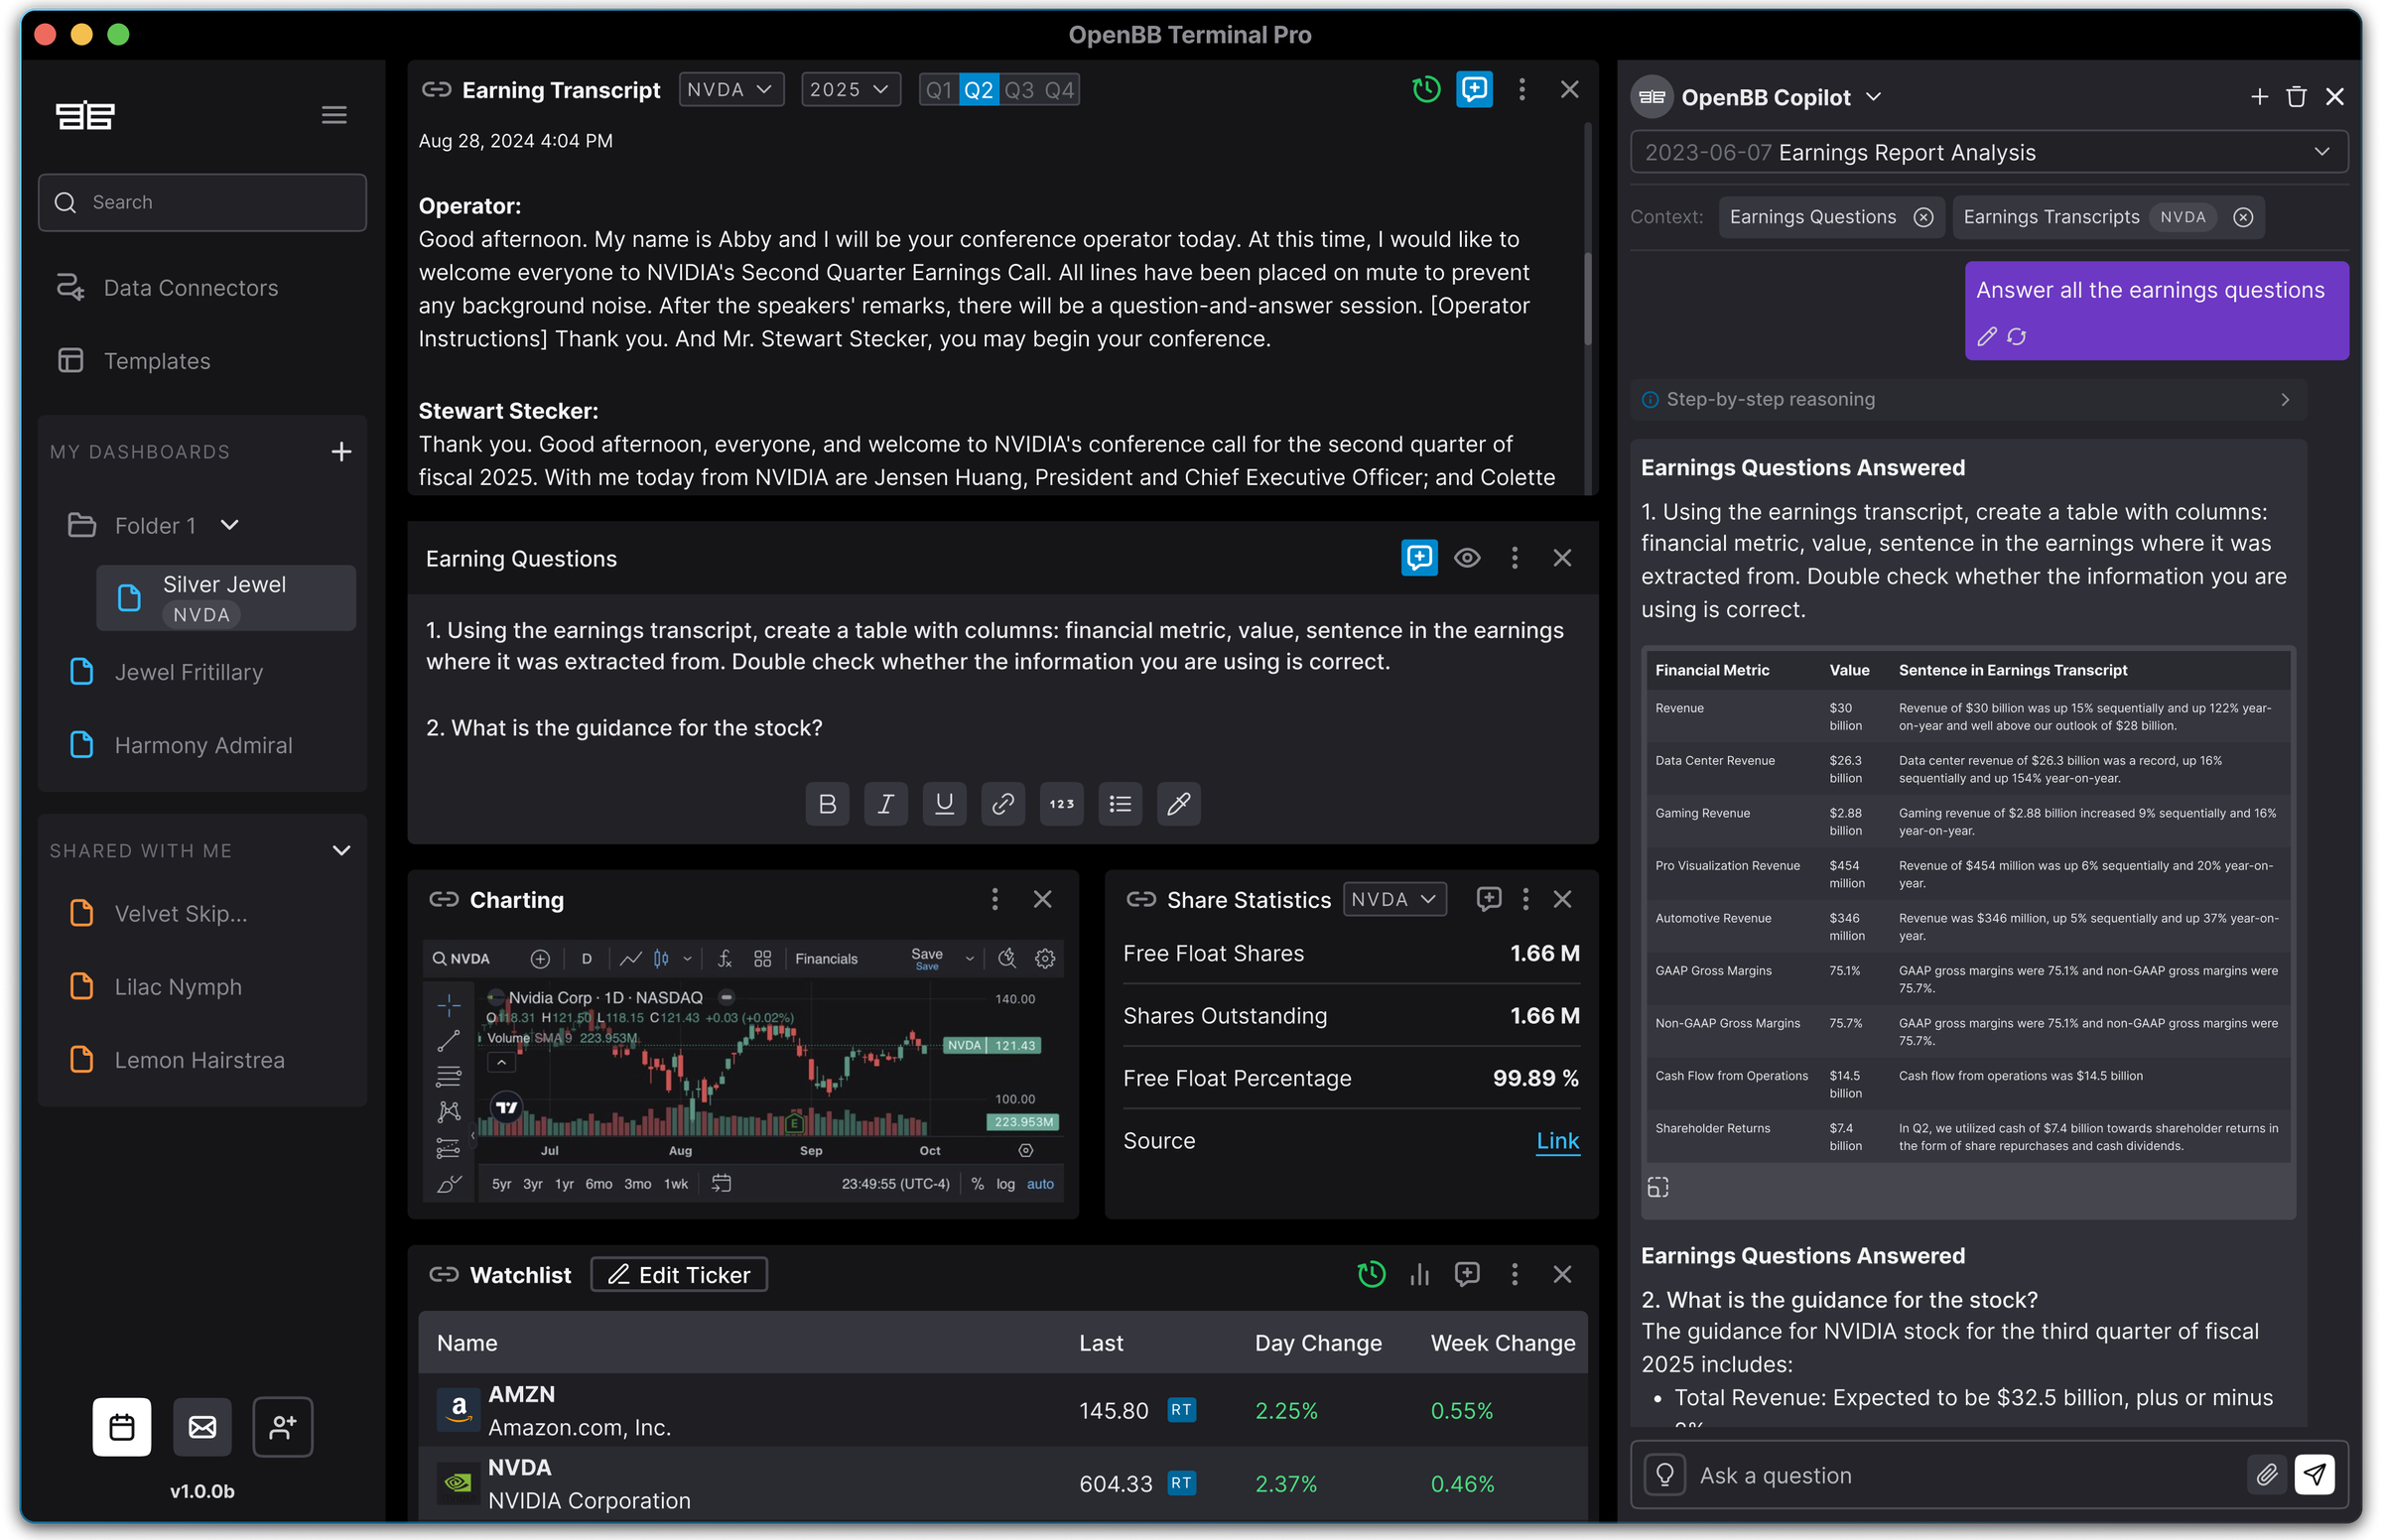 OpenBB Terminal Pro
Search
Data Connectors
Templates
MY DASHBOARDS
Folder 1
Silver Jewel
NVDA
Jewel Fritillary
Harmony Admiral
SHARED WITH ME
Velvet Skip...
Lilac Nymph
Lemon Hairstrea
v1.0.0b
Earning Transcript NVDA 2025 Q1 Q2 Q3 Q4
Aug 28, 2024 4:04 PM
Operator:
Good afternoon. My name is Abby and I will be your conference operator today. At this time, I would like to
welcome everyone to NVIDIA's Second Quarter Earnings Call. All lines have been placed on mute to prevent
any background noise. After the speakers' remarks, there will be a question-and-answer session. [Operator
Instructions] Thank you. And Mr. Stewart Stecker, you may begin your conference.
Stewart Stecker:
Thank you. Good afternoon, everyone, and welcome to NVIDIA's conference call for the second quarter of
fiscal 2025. With me today from NVIDIA are Jensen Huang, President and Chief Executive Officer; and Colette
Earning Questions
1. Using the earnings transcript, create a table with columns: financial metric, value, sentence in the earnings
where it was extracted from. Double check whether the information you are using is correct.
2. What is the guidance for the stock?
B I U 123
Charting
NVDA D Financials Save
Save
Nvidia Corp · 1D · NASDAQ
O118.31 H121.50 L118.15 C121.43 +0.03 (+0.02%)
Volume SMA 9 223.953M
140.00
NVDA 121.43
100.00
223.953M
E
Jul Aug Sep Oct
5yr 3yr 1yr 6mo 3mo 1wk 23:49:55 (UTC-4) % log auto
Share Statistics NVDA
Free Float Shares 1.66 M
Shares Outstanding 1.66 M
Free Float Percentage 99.89 %
Source Link
Watchlist Edit Ticker
Name Last Day Change Week Change
AMZN
Amazon.com, Inc. 145.80 RT 2.25% 0.55%
NVDA
NVIDIA Corporation 604.33 RT 2.37% 0.46%
OpenBB Copilot
2023-06-07 Earnings Report Analysis
Context: Earnings Questions Earnings Transcripts NVDA
Answer all the earnings questions
Step-by-step reasoning
Earnings Questions Answered
1. Using the earnings transcript, create a table with columns:
financial metric, value, sentence in the earnings where it was
extracted from. Double check whether the information you are
using is correct.
Financial Metric Value Sentence in Earnings Transcript
Revenue $30 billion Revenue of $30 billion was up 15% sequentially and up 122% year-
on-year and well above our outlook of $28 billion.
Data Center Revenue $26.3 billion Data center revenue of $26.3 billion was a record, up 16%
sequentially and up 154% year-on-year.
Gaming Revenue $2.88 billion Gaming revenue of $2.88 billion increased 9% sequentially and 16%
year-on-year.
Pro Visualization Revenue $454 million Revenue of $454 million was up 6% sequentially and 20% year-on-
year.
Automotive Revenue $346 million Revenue was $346 million, up 5% sequentially and up 37% year-on-
year.
GAAP Gross Margins 75.1% GAAP gross margins were 75.1% and non-GAAP gross margins were
75.7%.
Non-GAAP Gross Margins 75.7% GAAP gross margins were 75.1% and non-GAAP gross margins were
75.7%.
Cash Flow from Operations $14.5 billion Cash flow from operations was $14.5 billion
Shareholder Returns $7.4 billion In Q2, we utilized cash of $7.4 billion towards shareholder returns in
the form of share repurchases and cash dividends.
Earnings Questions Answered
2. What is the guidance for the stock?
The guidance for NVIDIA stock for the third quarter of fiscal
2025 includes:
• Total Revenue: Expected to be $32.5 billion, plus or minus
Ask a question